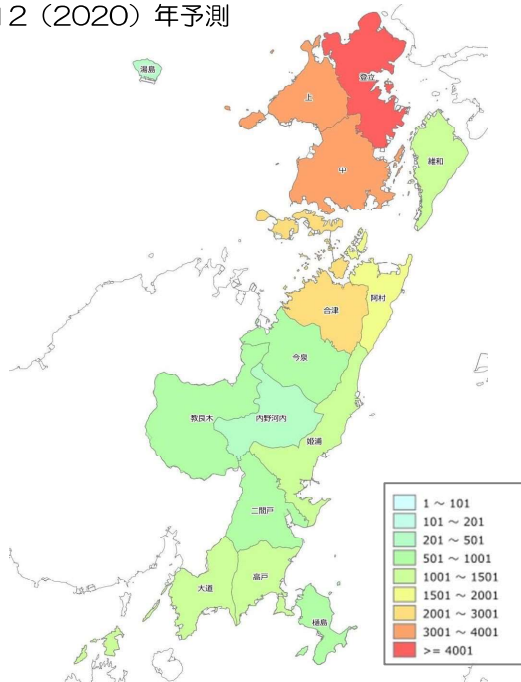 12（2020）年予測
湯島
登立
上
維和
中
阿村
合津
今泉
教良木
内野河内
姫浦
二間戸
高戸
大道
樋島
1 ～ 101
101 ～ 201
201 ～ 501
501 ～ 1001
1001 ～ 1501
1501 ～ 2001
2001 ～ 3001
3001 ～ 4001
>= 4001